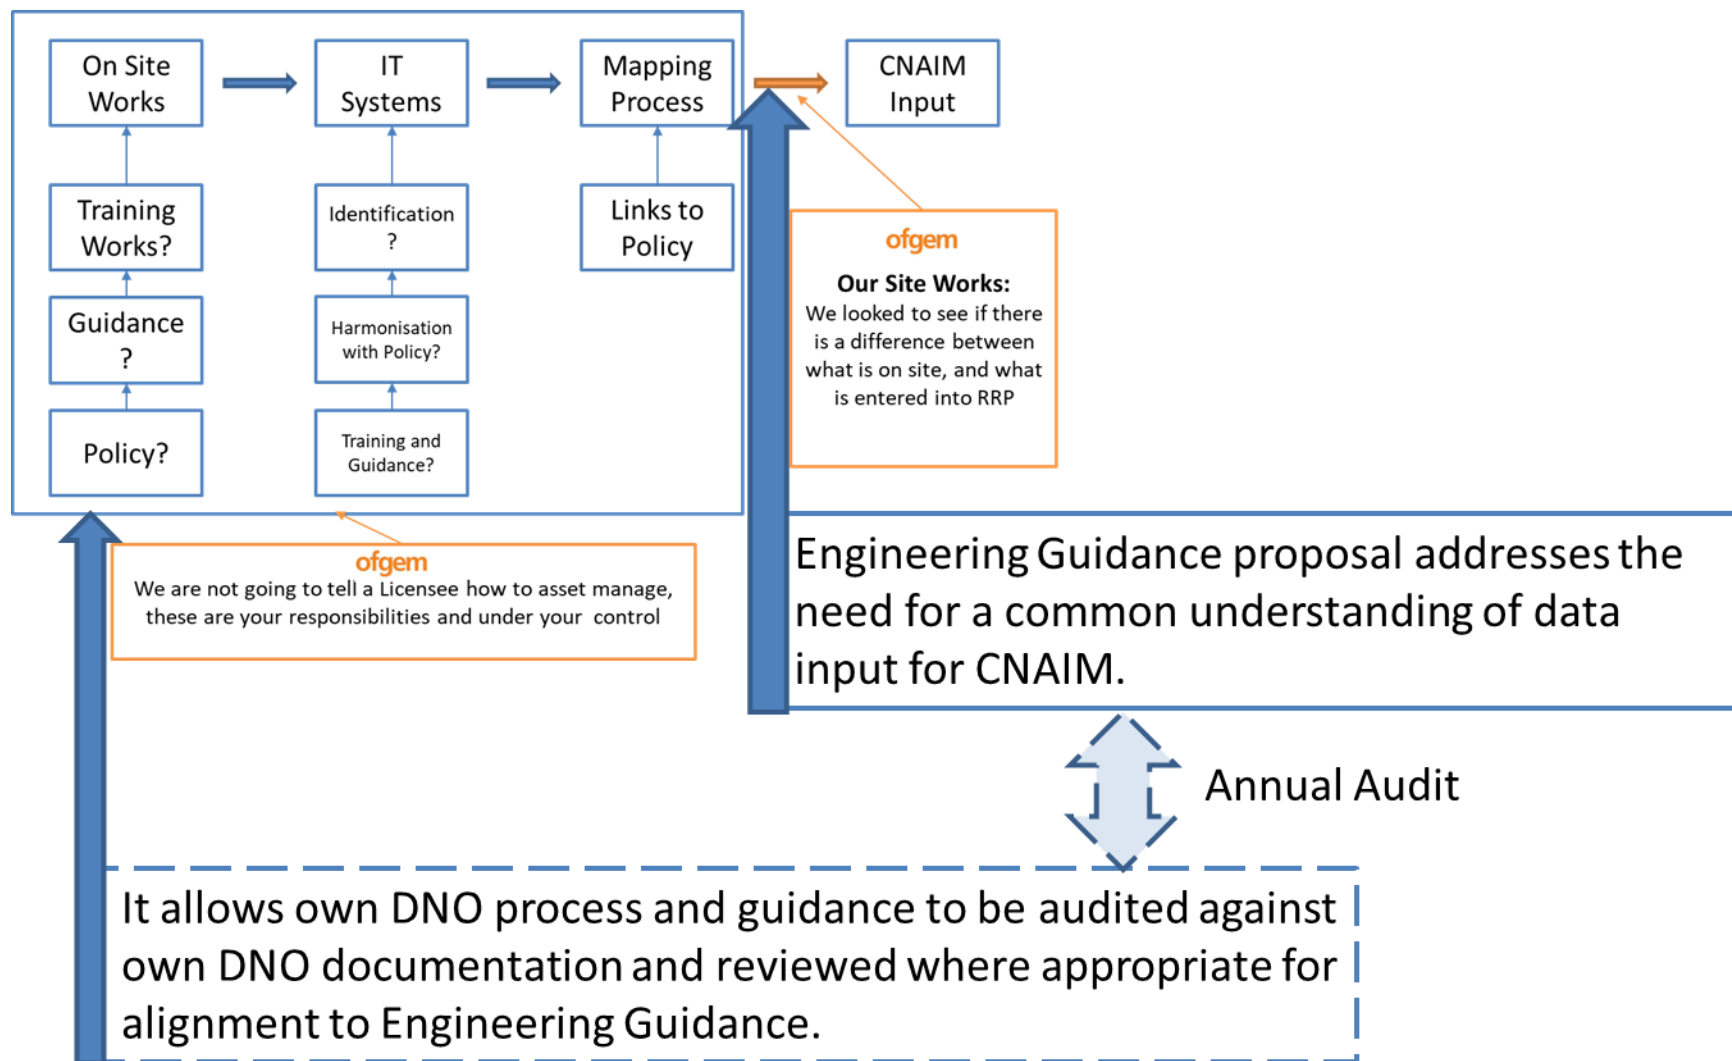 On Site
Works
IT
Systems
Mapping
Process
CNAIM
Input
Training
Works?
Identification
?
Links to
Policy
Guidance
?
Harmonisation
with Policy?
Policy?
Training and
Guidance?
ofgem
Our Site Works:
We looked to see if there
is a difference between
what is on site, and what
is entered into RRP
ofgem
We are not going to tell a Licensee how to asset manage,
these are your responsibilities and under your control
Engineering Guidance proposal addresses the
need for a common understanding of data
input for CNAIM.
Annual Audit
It allows own DNO process and guidance to be audited against
own DNO documentation and reviewed where appropriate for
alignment to Engineering Guidance.